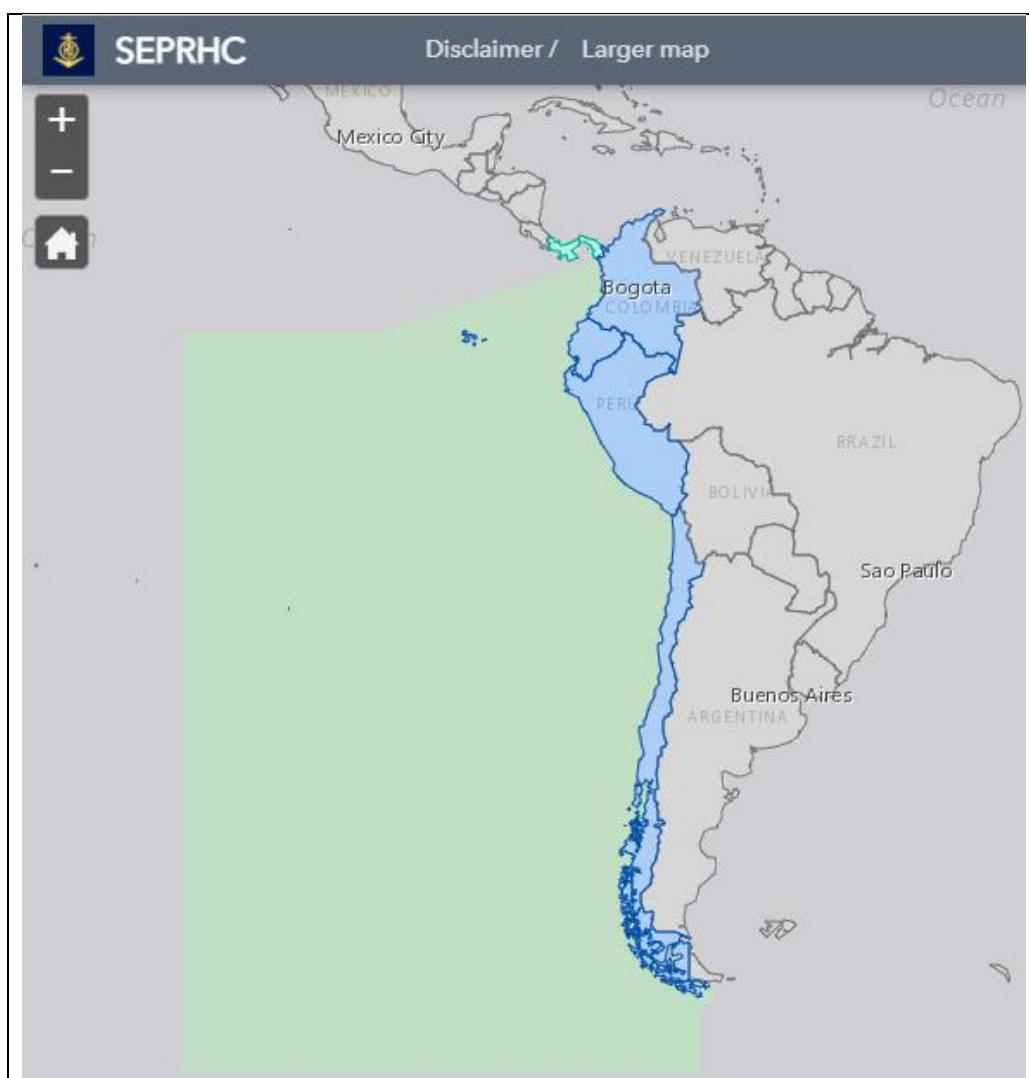 SEPRHC Disclaimer / Larger map
MEXICO
Ocean
Mexico City
VENEZUELA
Bogota
COLOMBIA
PERU
BRAZIL
BOLIVIA
Sao Paulo
Buenos Aires
ARGENTINA